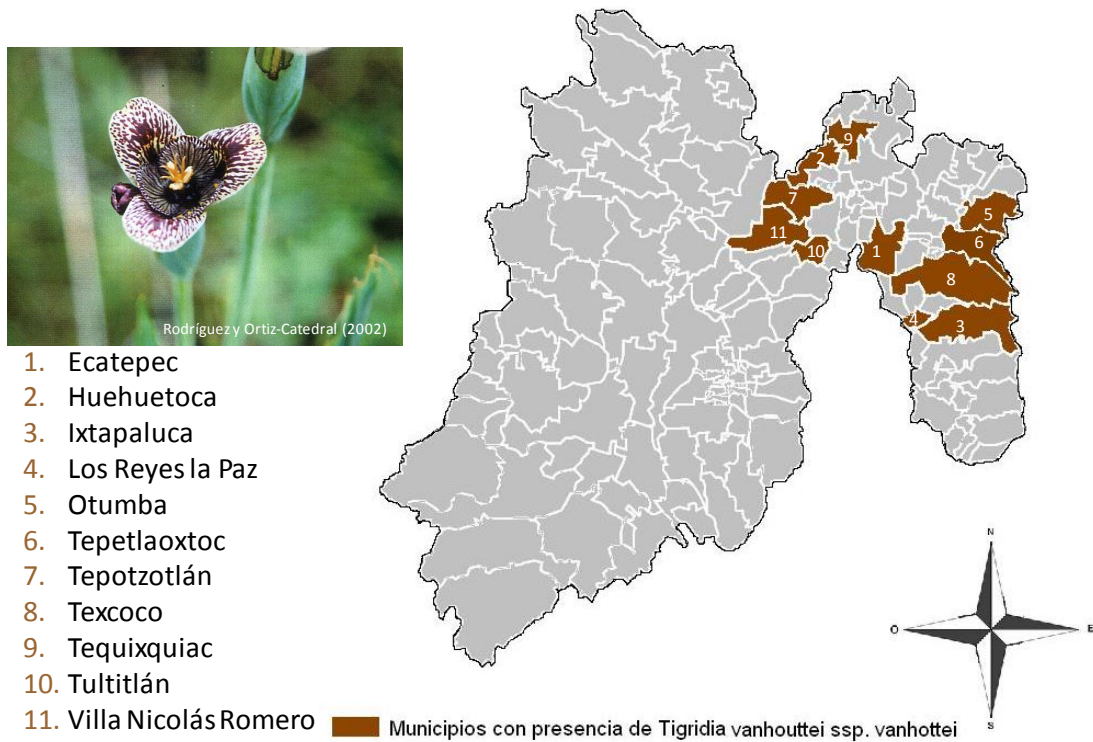 Rodríguez y Ortiz-Catedral (2002)
1. Ecatepec
2. Huehuetoca
3. Ixtapaluca
4. Los Reyes la Paz
5. Otumba
6. Tepetlaoxtoc
7. Tepotzotlán
8. Texcoco
9. Tequixquiac
10. Tultitlán
11. Villa Nicolás Romero
9
2
7
5
11
6
10
1
8
4
3
N
O
E
S
Municipios con presencia de Tigridia vanhouttei ssp. vanhottei